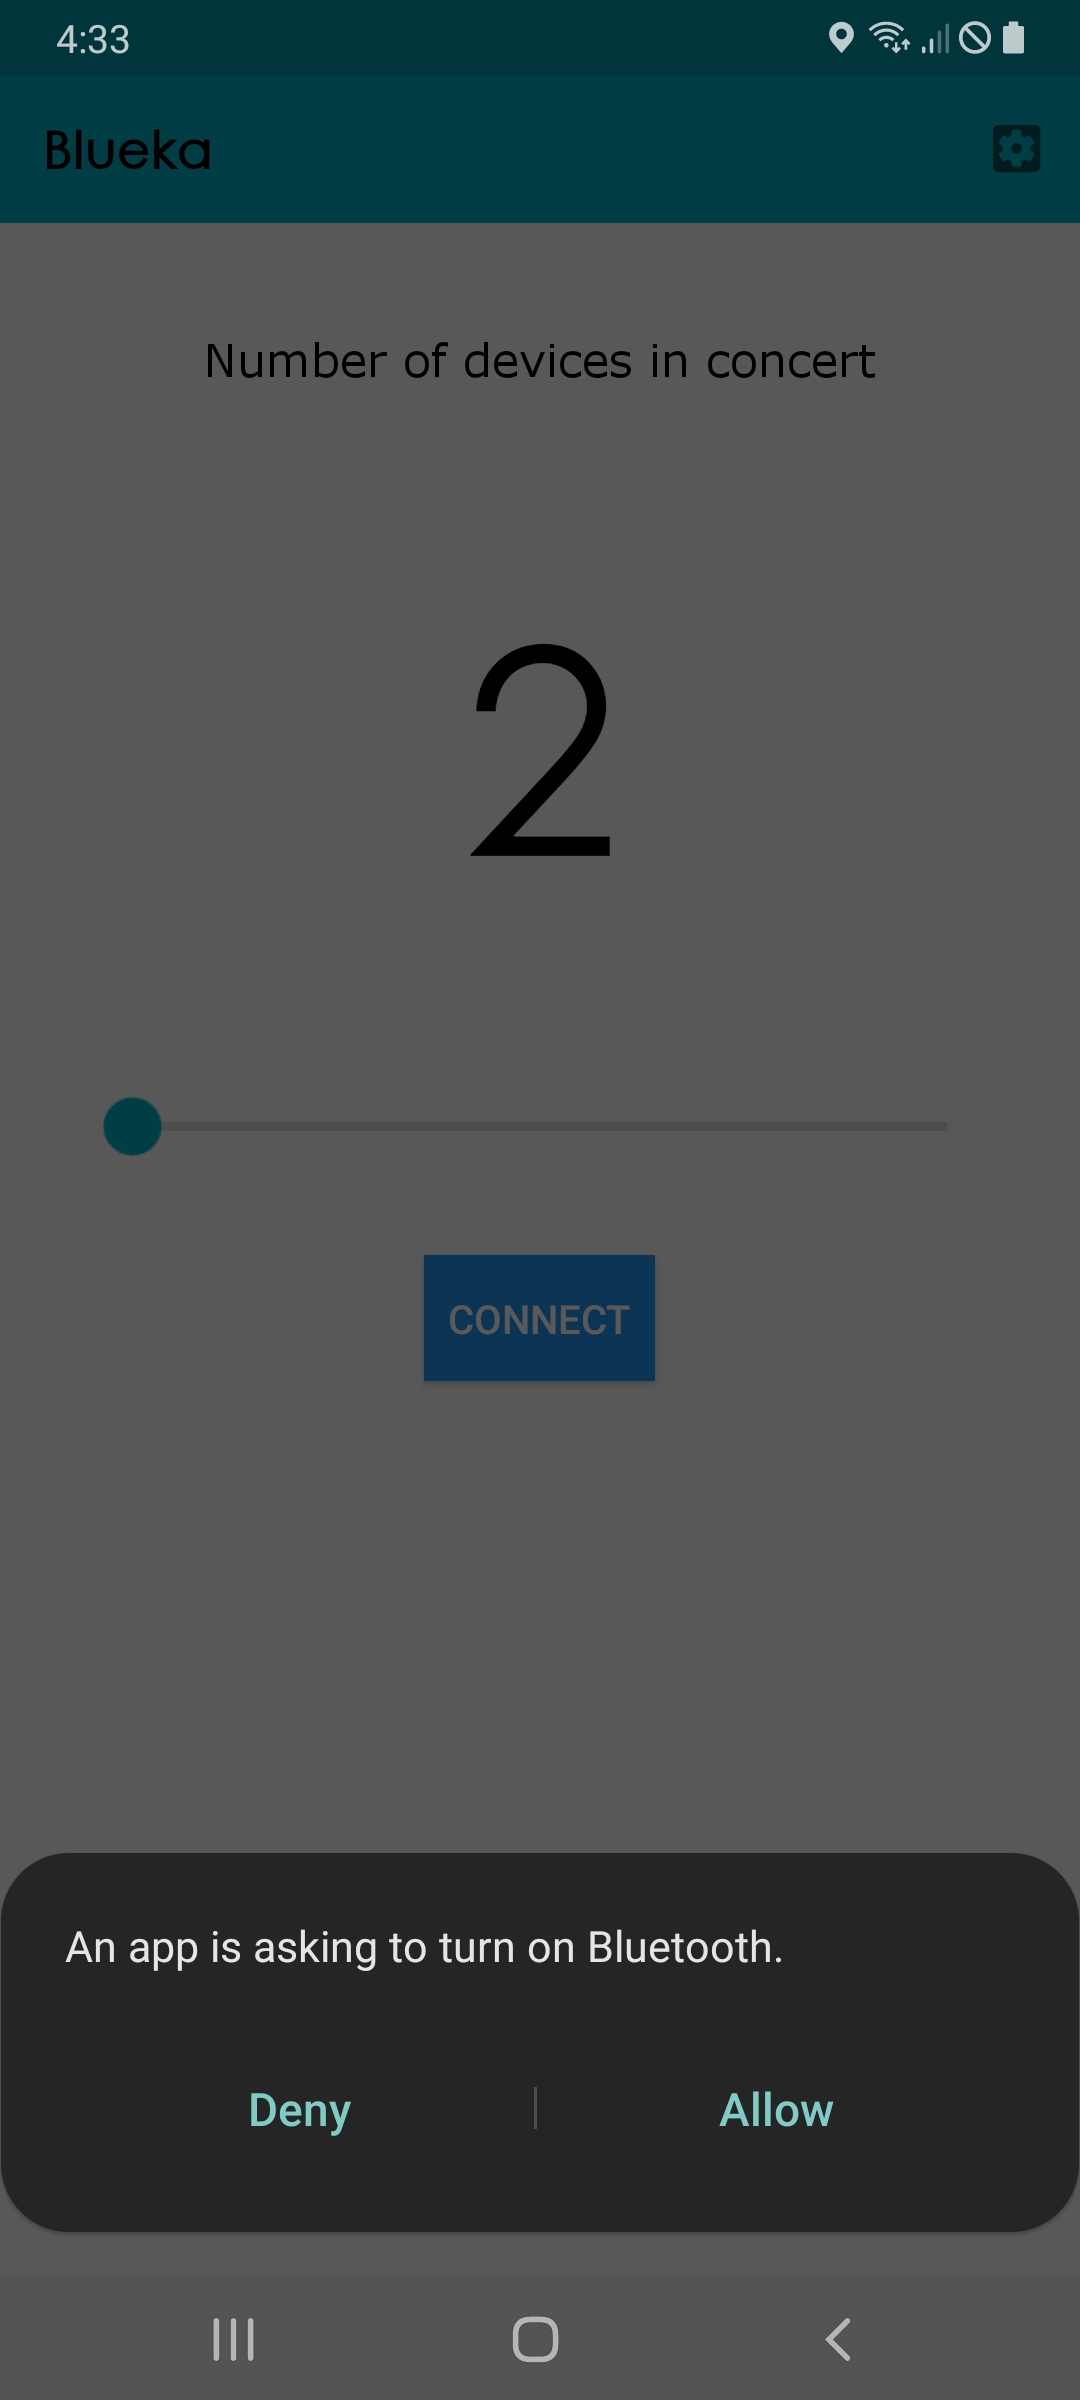 4:33
Blueka
Number of devices in concert
2
CONNECT
An app is asking to turn on Bluetooth.
Deny
Allow